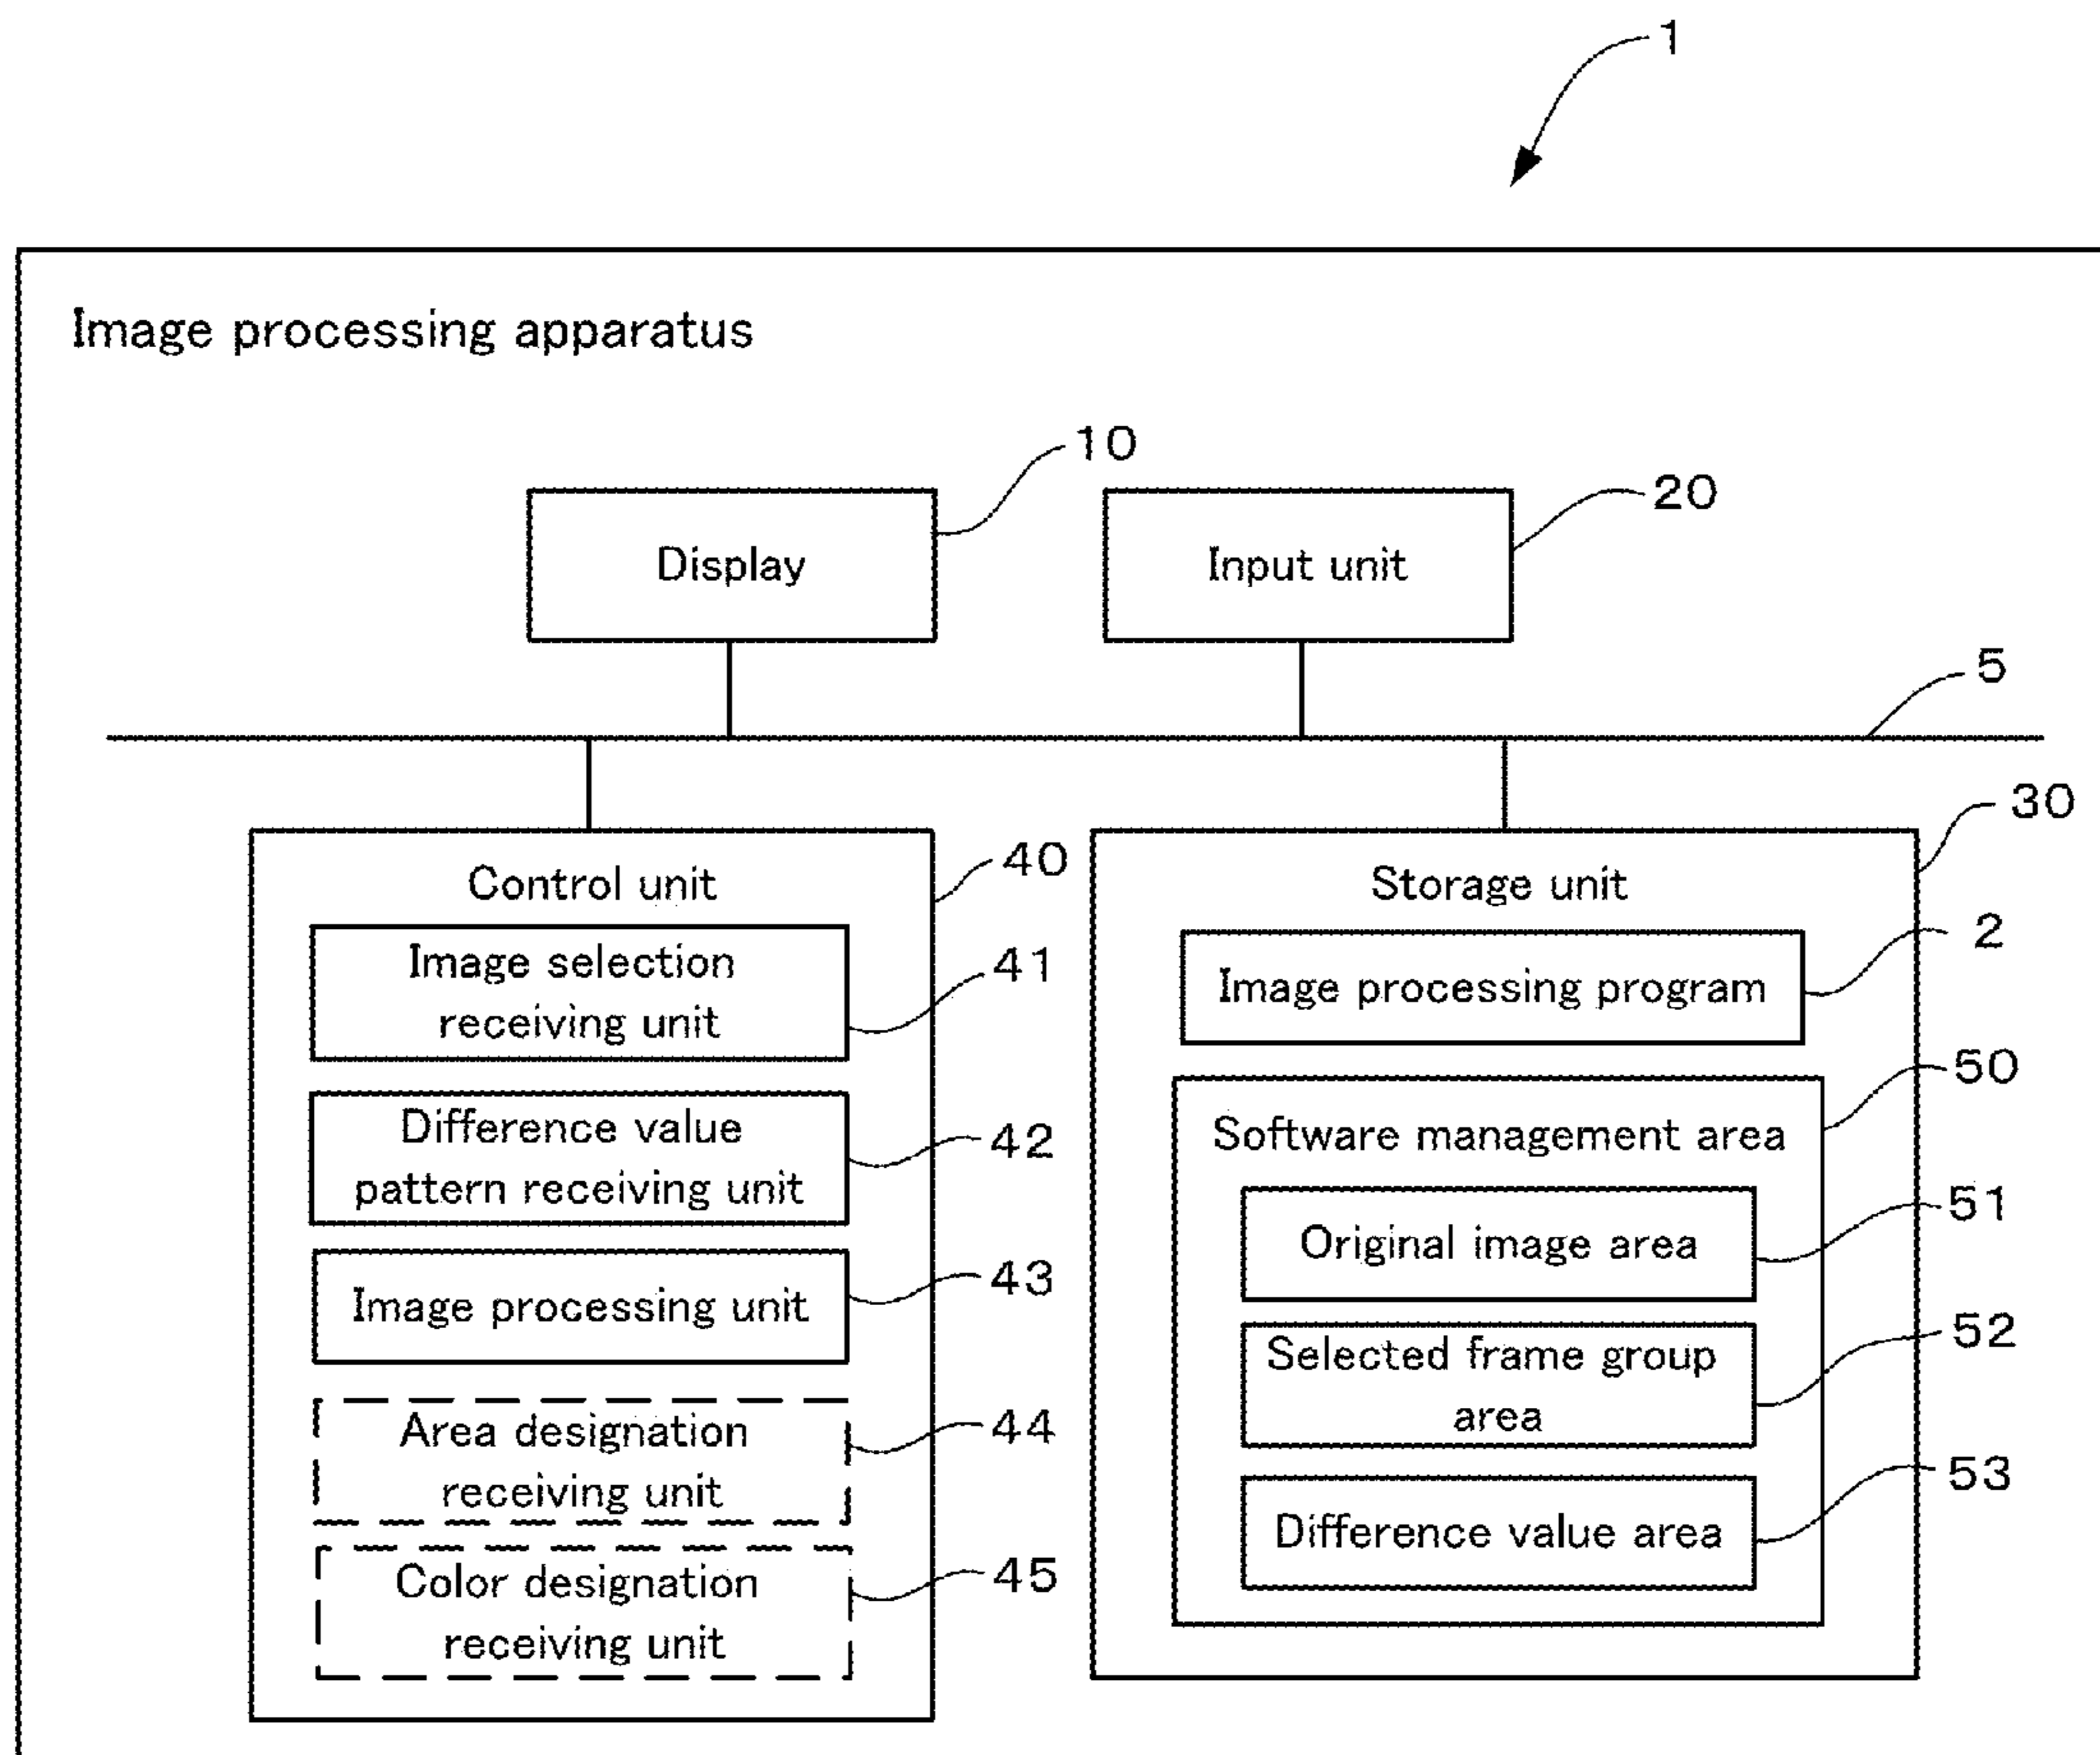 1
Image processing apparatus
10
20
Display
Input unit
5
30
40
Control unit
Storage unit
2
Image selection
receiving unit
41
Image processing program
50
Difference value
pattern receiving unit
42
Software management area
51
Original image area
43
Image processing unit
52
Selected frame group
area
44
Area designation
receiving unit
53
Difference value area
45
Color designation
receiving unit